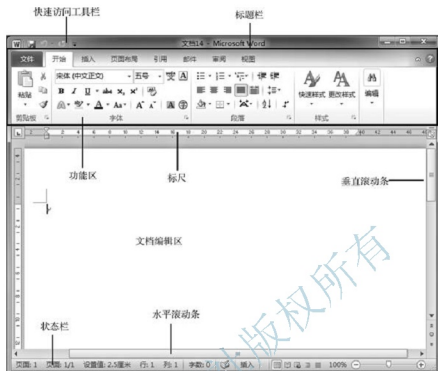 快速访问工具栏
标题栏
文档14 - Microsoft Word
文件 开始 插入 页面布局 引用 邮件 审阅 视图
宋体 (中文正文) 五号
粘贴
快速样式 更改样式 编辑
剪贴板 字体 段落 样式
功能区
标尺
垂直滚动条
文档编辑区
水平滚动条
状态栏
版权所有
页面: 1 页面: 1/1 设置值: 2.5厘米 行: 1 列: 1 字数: 0 插入 100%